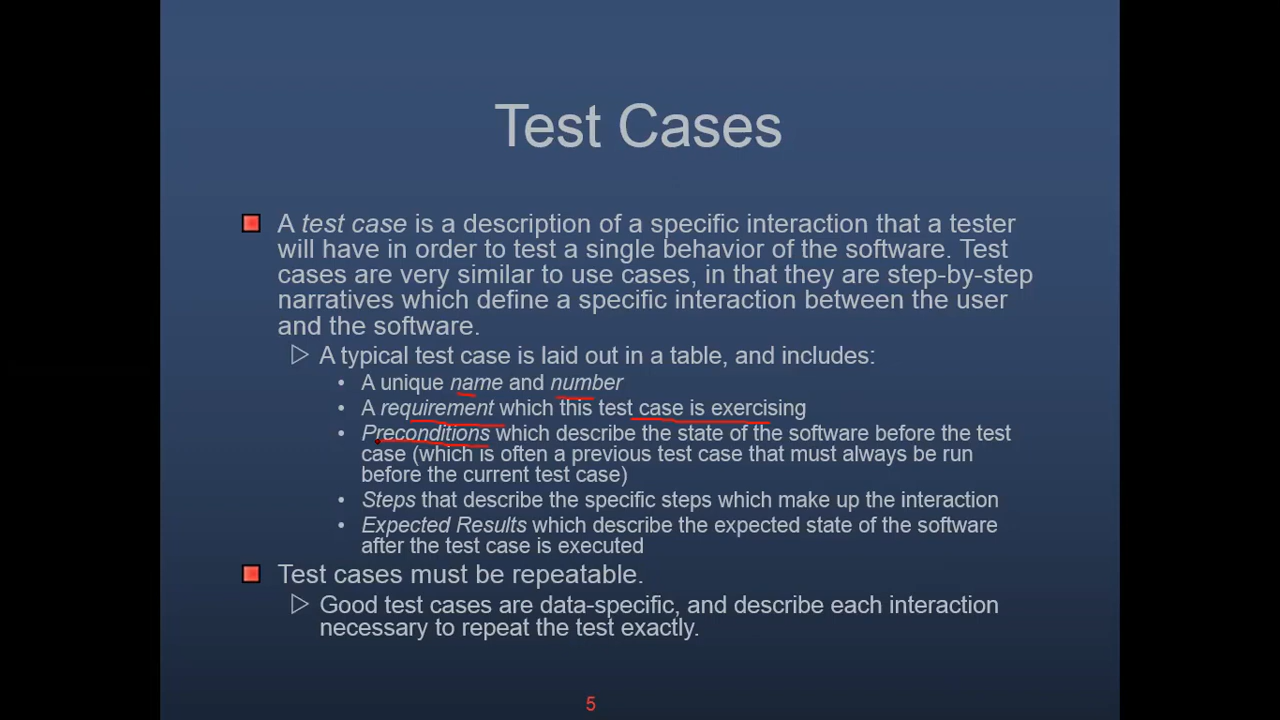 Test Cases
A test case is a description of a specific interaction that a tester
will have in order to test a single behavior of the software. Test
cases are very similar to use cases, in that they are step-by-step
narratives which define a specific interaction between the user
and the software.
A typical test case is laid out in a table, and includes:
• A unique name and number
• A requirement which this test case is exercising
• Preconditions which describe the state of the software before the test
case (which is often a previous test case that must always be run
before the current test case)
• Steps that describe the specific steps which make up the interaction
• Expected Results which describe the expected state of the software
after the test case is executed
Test cases must be repeatable.
Good test cases are data-specific, and describe each interaction
necessary to repeat the test exactly.
5